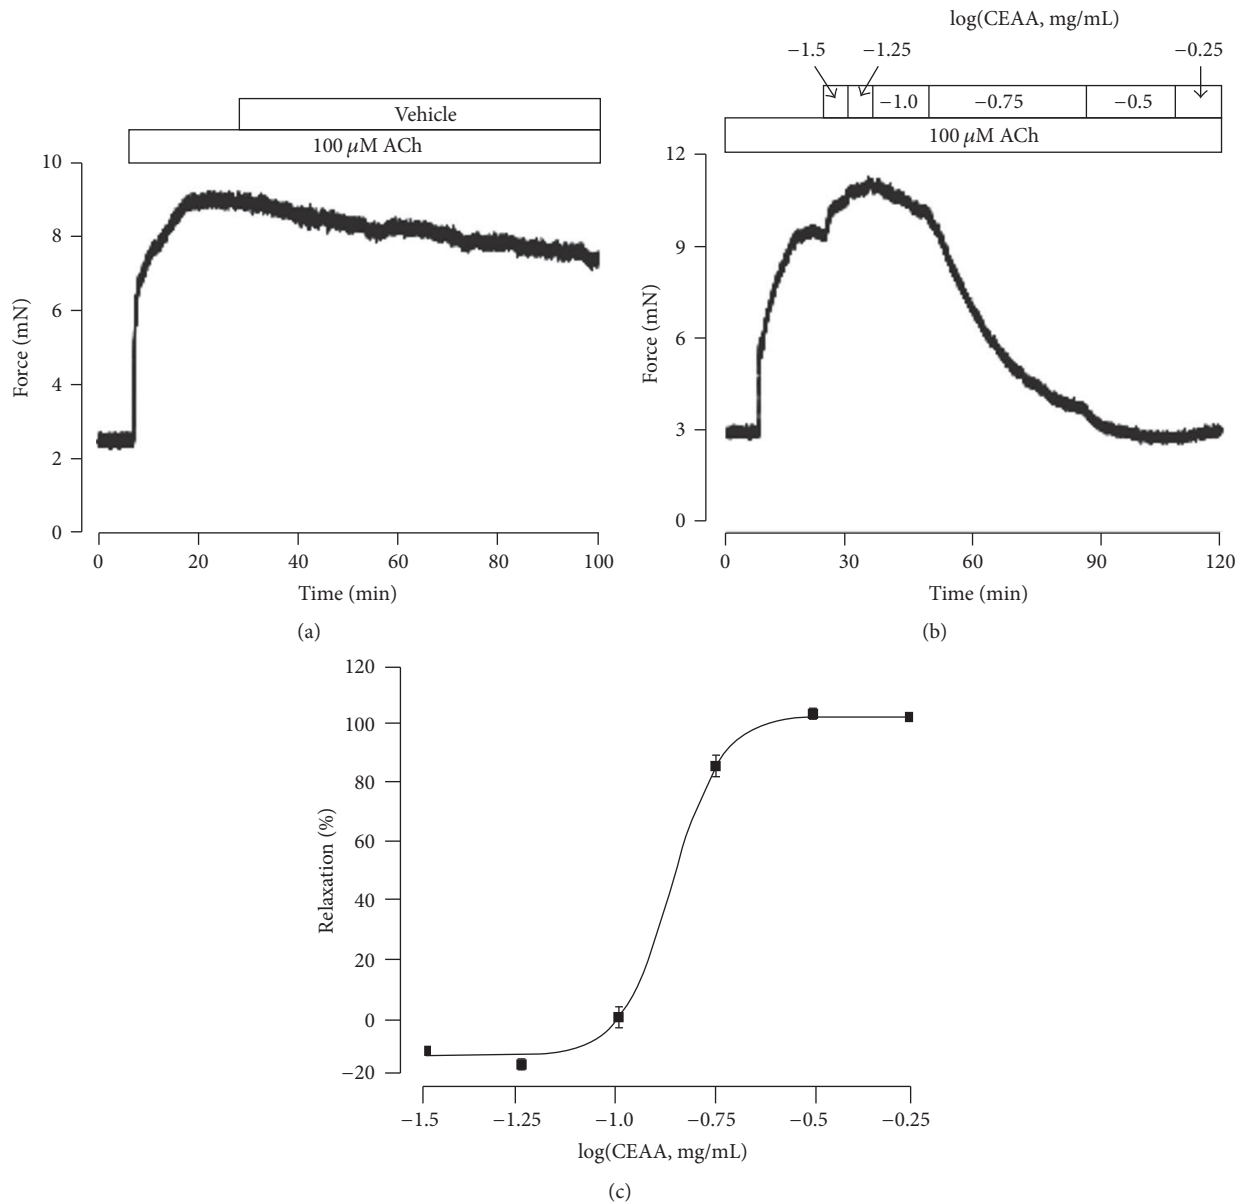 Vehicle
100 μM ACh
10
8
6
4
2
0
Force (mN)
0 20 40 60 80 100
Time (min)
(a)
log(CEAA, mg/mL)
−1.5 −1.25 −0.25
−1.0 −0.75 −0.5
100 μM ACh
12
9
6
3
0
Force (mN)
0 30 60 90 120
Time (min)
(b)
120
100
80
60
40
20
0
−20
Relaxation (%)
−1.5 −1.25 −1.0 −0.75 −0.5 −0.25
log(CEAA, mg/mL)
(c)